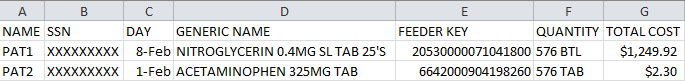 A B C D E F G
NAME SSN DAY GENERIC NAME FEEDER KEY QUANTITY TOTAL COST
PAT1 XXXXXXXXX 8-Feb NITROGLYCERIN 0.4MG SL TAB 25'S 20530000071041800 576 BTL $1,249.92
PAT2 XXXXXXXXX 1-Feb ACETAMINOPHEN 325MG TAB 6642000904198260 576 TAB $2.30